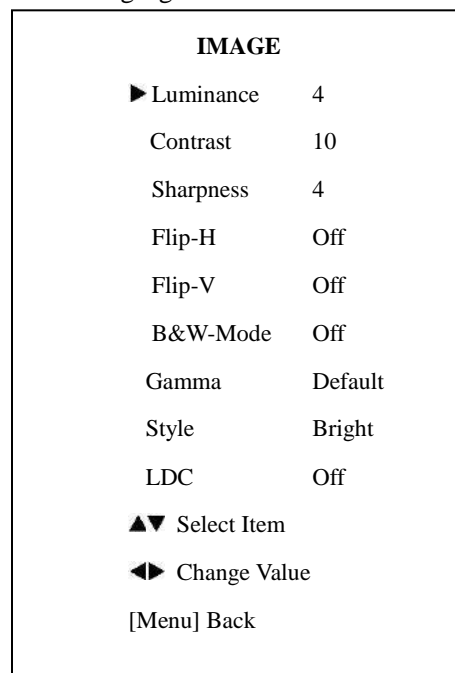 IMAGE
▶Luminance 4
Contrast 10
Sharpness 4
Flip-H Off
Flip-V Off
B&W-Mode Off
Gamma Default
Style Bright
LDC Off
▲▼ Select Item
◀▶ Change Value
[Menu] Back